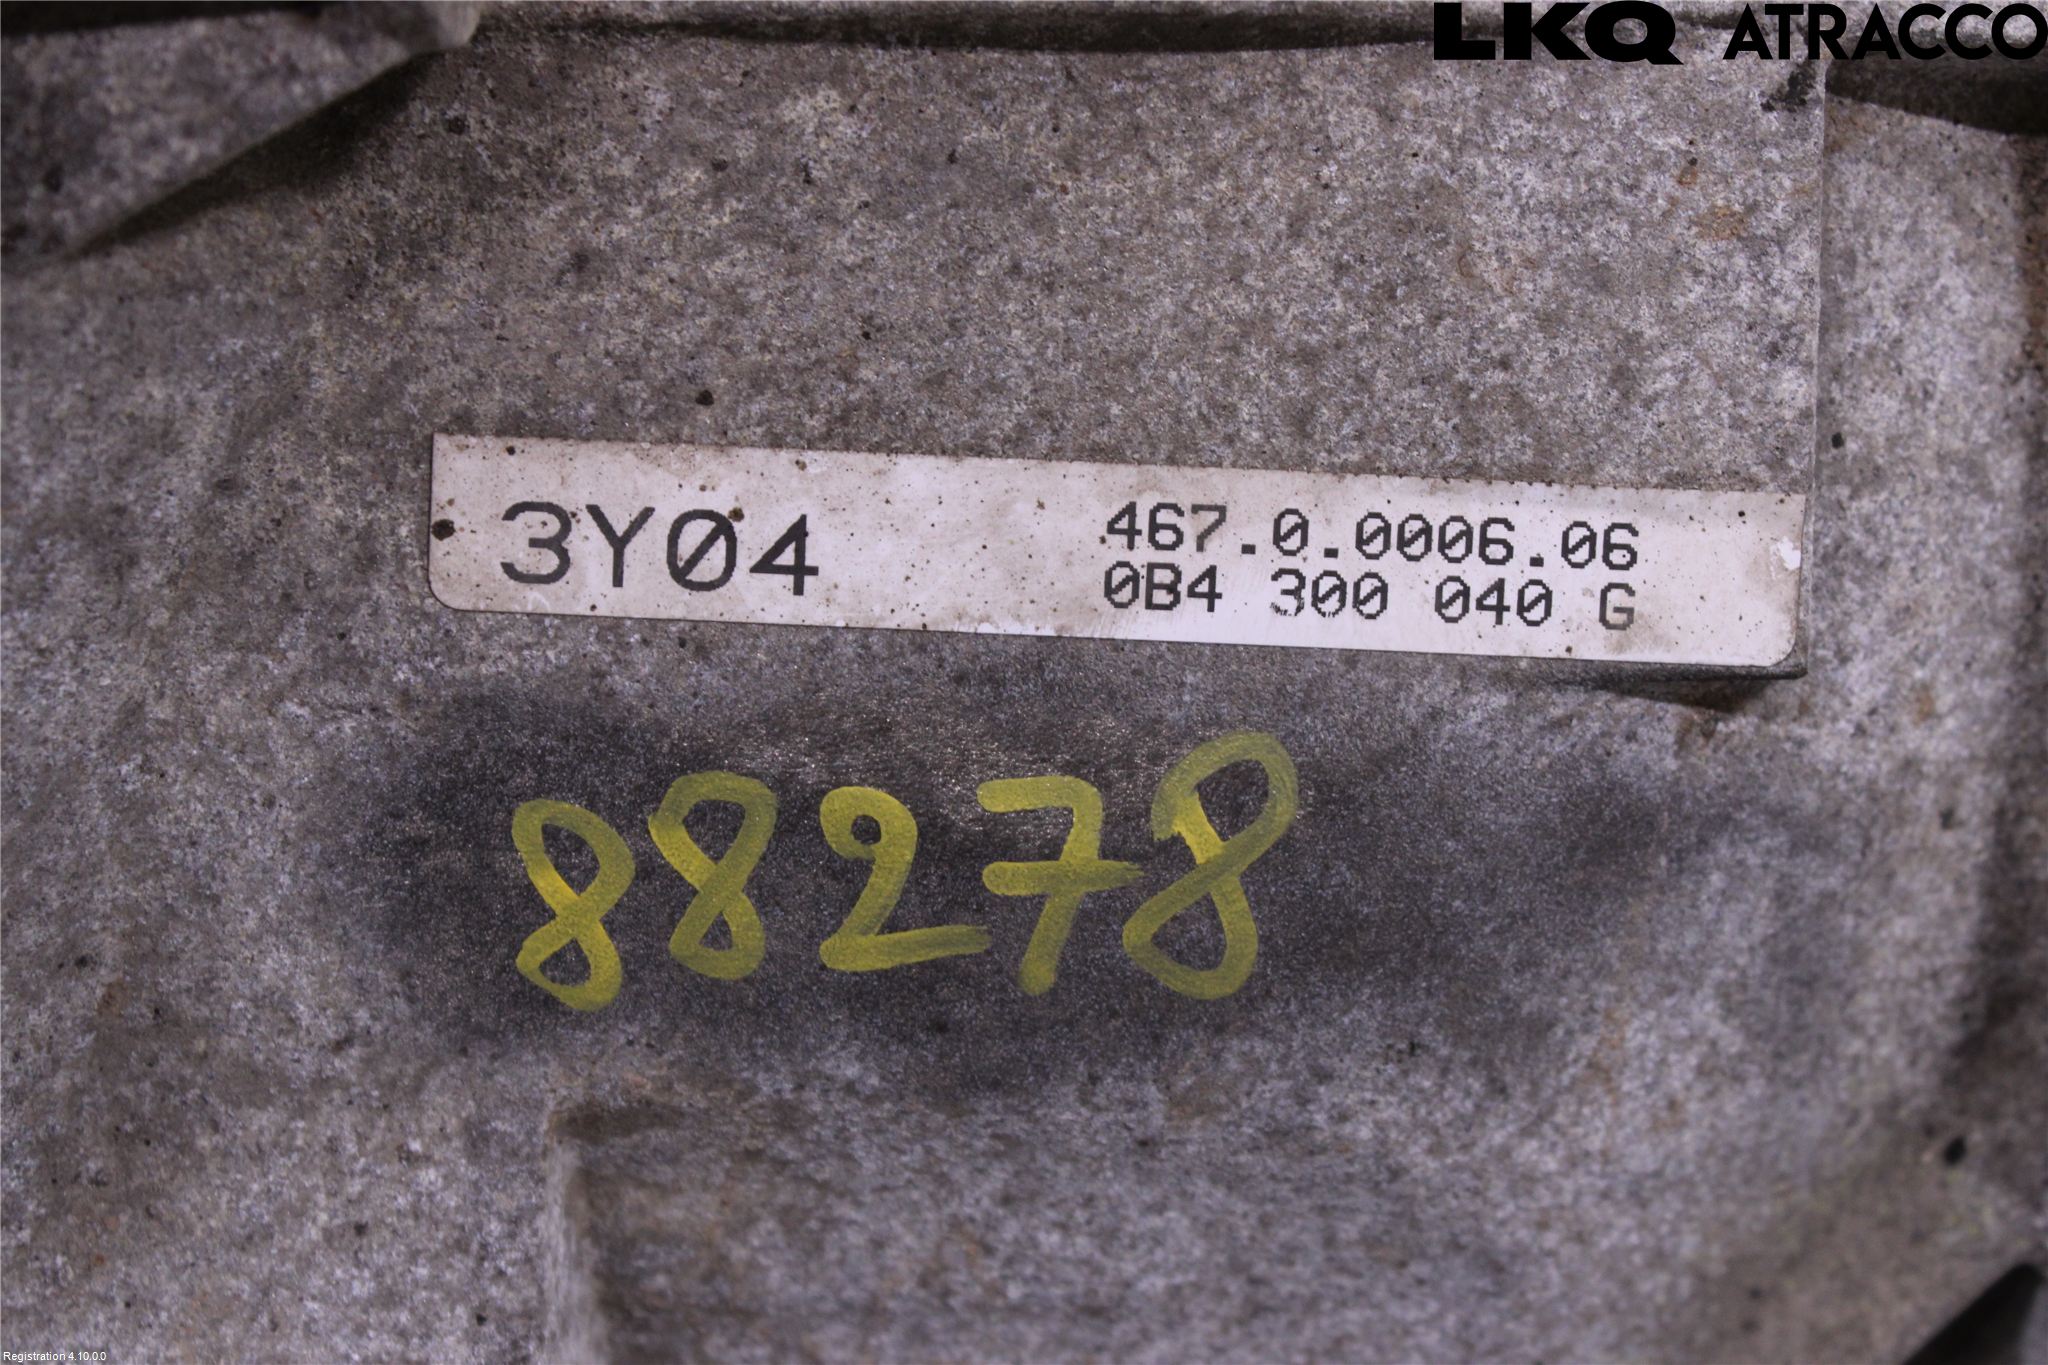 LKQ ATRACCO
3Y04
467.0.0006.06
0B4 300 040 G
88278
Registration 4.10.0.0